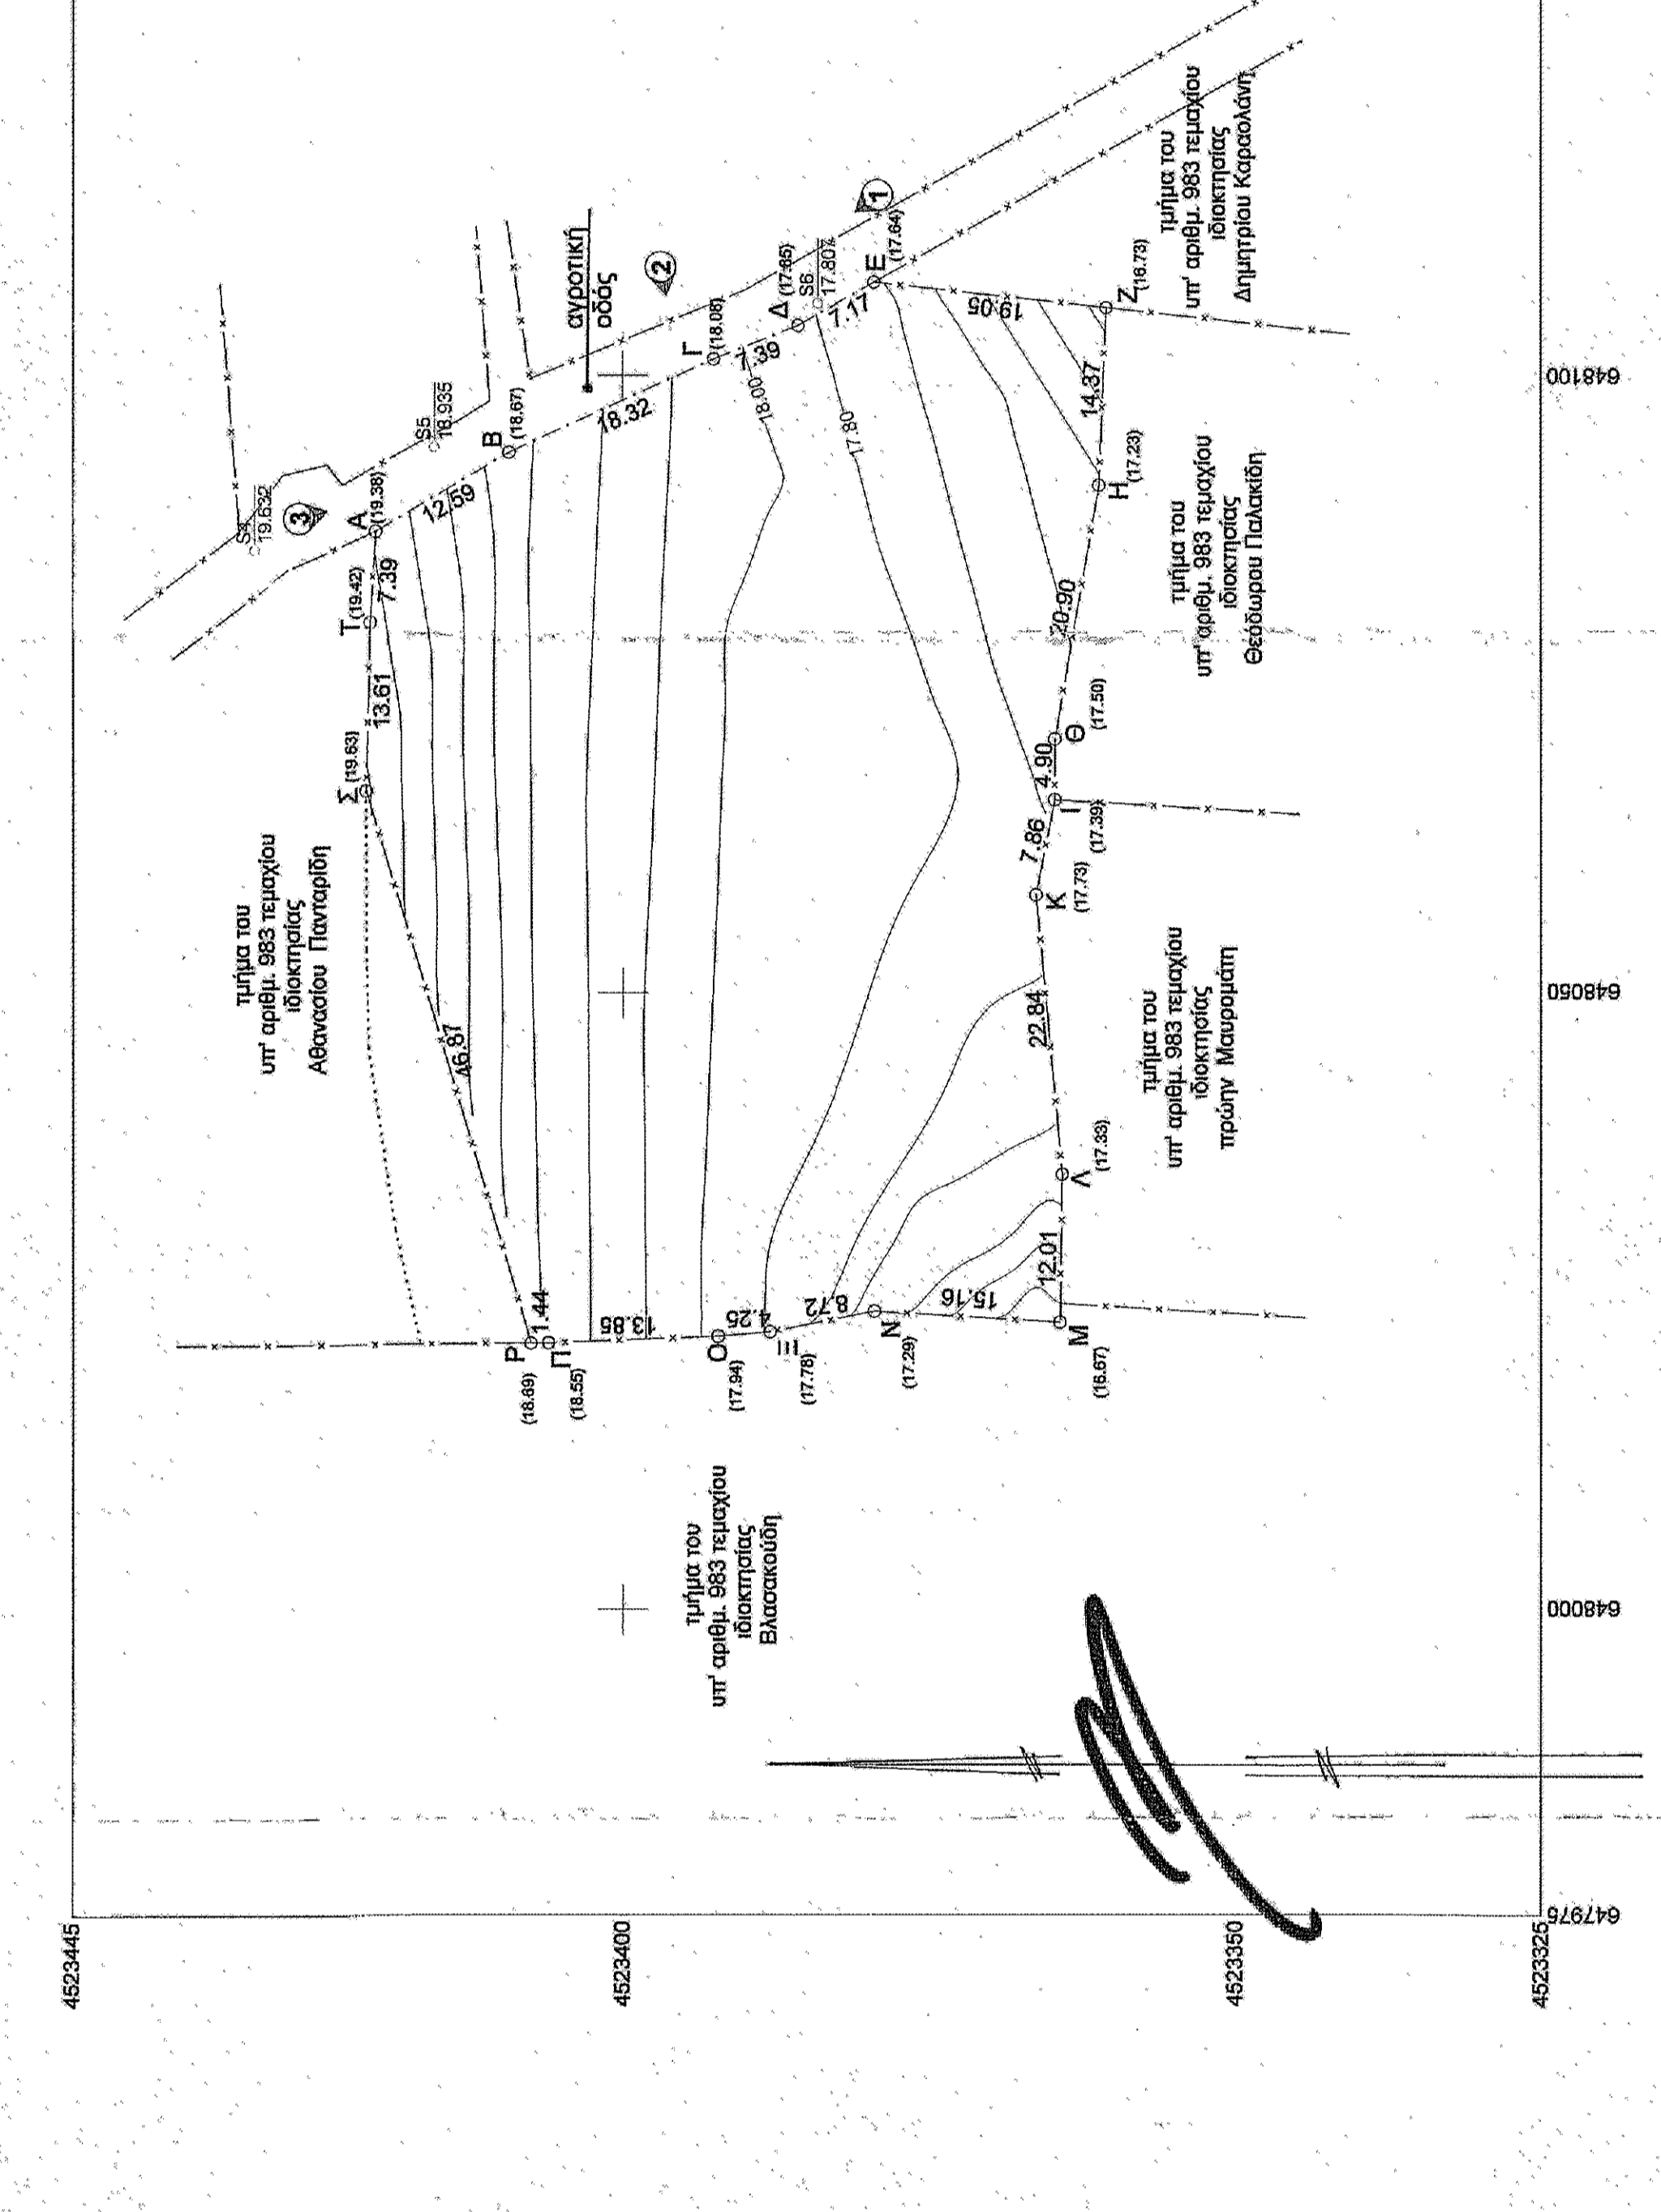 4523445
4523400
4523350
4523325
647975
648000
648050
648100
τμήμα του
υπ' αριθμ. 983 τεμαχίου
ιδιοκτησίας
Αθανασίου Πανταρίδη
τμήμα του
υπ' αριθμ. 983 τεμαχίου
ιδιοκτησίας
Βλασακούδη
τμήμα του
υπ' αριθμ. 983 τεμαχίου
ιδιοκτησίας
πρώην Μαυρομάτη
τμήμα του
υπ' αριθμ. 983 τεμαχίου
ιδιοκτησίας
Θεόδωρου Παλακίδη
τμήμα του
υπ' αριθμ. 983 τεμαχίου
ιδιοκτησίας
Δημητρίου Καραολάνη
αγροτική
οδός
1
2
3
S4
19.632
S5
18.935
S6
17.807
Α
(19.38)
12.59
Β
(18.67)
18.32
Γ
(18.08)
7.39
Δ
(17.85)
7.17
Ε
(17.64)
19.05
Ζ
(16.73)
14.37
Η
(17.23)
20.90
Θ
(17.50)
4.90
Ι
(17.39)
7.86
Κ
(17.73)
22.84
Λ
(17.33)
12.01
Μ
(16.67)
15.16
Ν
(17.29)
8.72
Ξ
(17.78)
4.25
Ο
(17.94)
13.85
Π
(18.55)
1.44
Ρ
(18.69)
46.87
Σ
(19.63)
13.61
Τ
(19.42)
7.39
18.00
17.80